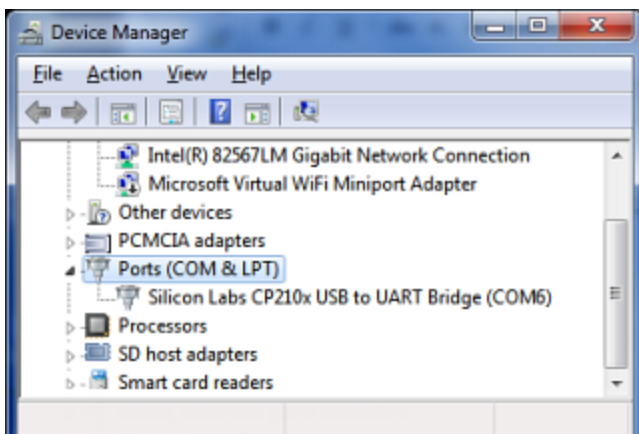 Device Manager
File Action View Help
Intel(R) 82567LM Gigabit Network Connection
Microsoft Virtual WiFi Miniport Adapter
Other devices
PCMCIA adapters
Ports (COM & LPT)
Silicon Labs CP210x USB to UART Bridge (COM6)
Processors
SD host adapters
Smart card readers